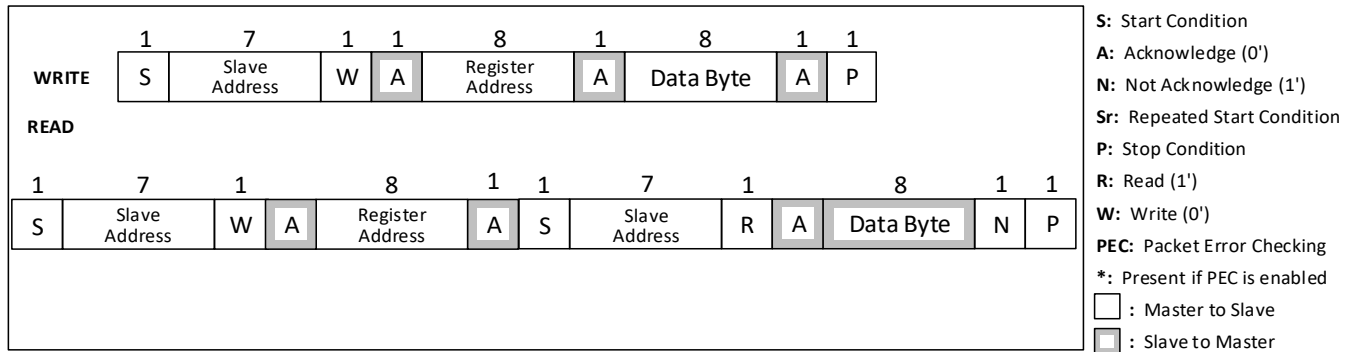 1 7 1 1 8 1 8 1 1
WRITE S Slave Address W A Register Address A Data Byte A P
READ
1 7 1 8 1 1 7 1 8 1 1
S Slave Address W A Register Address A S Slave Address R A Data Byte N P
S: Start Condition
A: Acknowledge (0')
N: Not Acknowledge (1')
Sr: Repeated Start Condition
P: Stop Condition
R: Read (1')
W: Write (0')
PEC: Packet Error Checking
*: Present if PEC is enabled
: Master to Slave
: Slave to Master